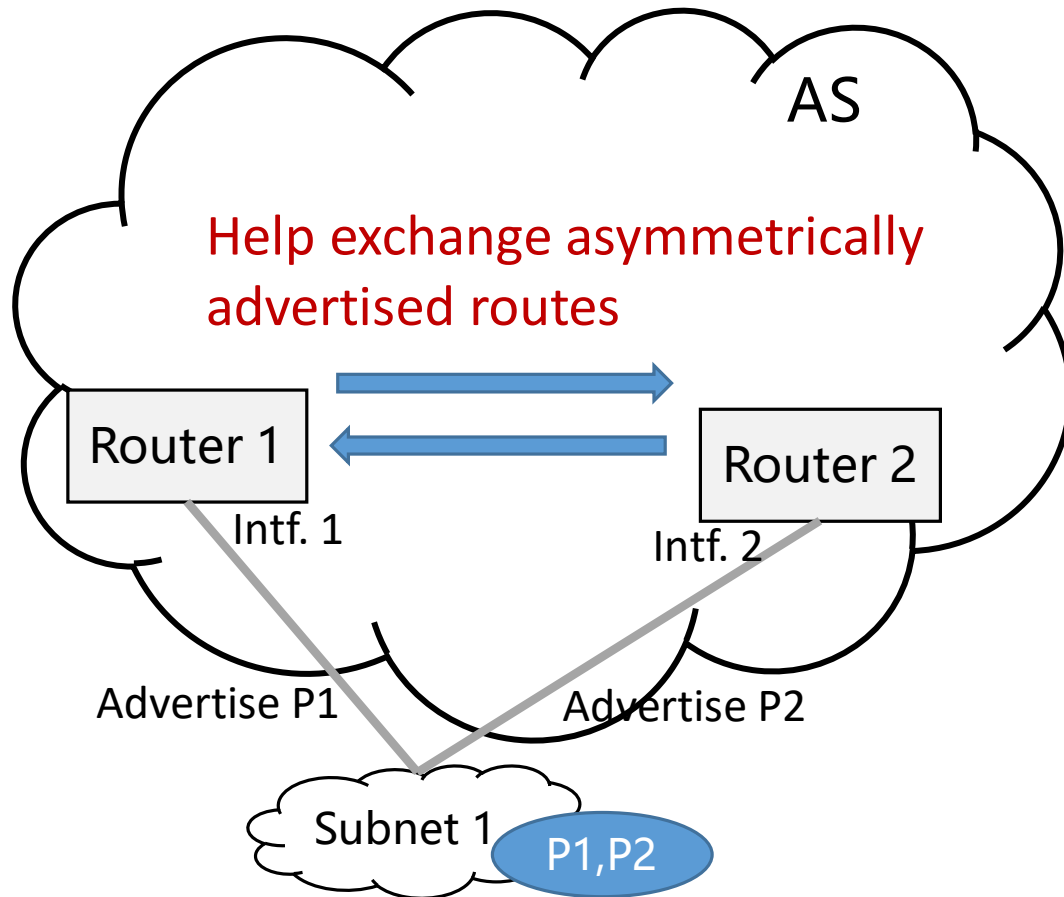 AS
Help exchange asymmetrically
advertised routes
Router 1
Router 2
Intf. 1
Intf. 2
Advertise P1
Advertise P2
Subnet 1
P1,P2